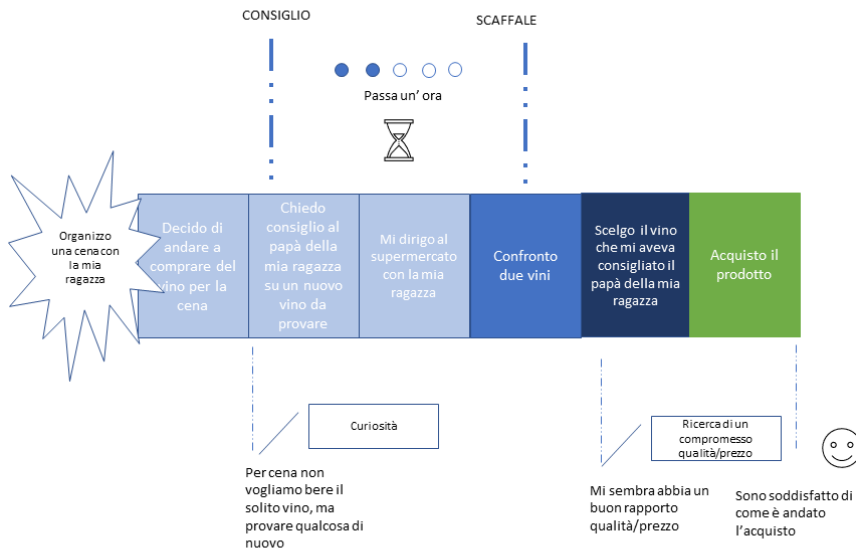 CONSIGLIO
SCAFFALE
Passa un' ora
Organizzo
una cena con
la mia
ragazza
Decido di
andare a
comprare del
vino per la
cena
Chiedo
consiglio al
papà della
mia ragazza
su un nuovo
vino da
provare
Mi dirigo al
supermercato
con la mia
ragazza
Confronto
due vini
Scelgo il vino
che mi aveva
consigliato il
papà della mia
ragazza
Acquisto il
prodotto
Curiosità
Per cena non
vogliamo bere il
solito vino, ma
provare qualcosa di
nuovo
Ricerca di un
compromesso
qualità/prezzo
Mi sembra abbia un
buon rapporto
qualità/prezzo
Sono soddisfatto di
come è andato
l'acquisto